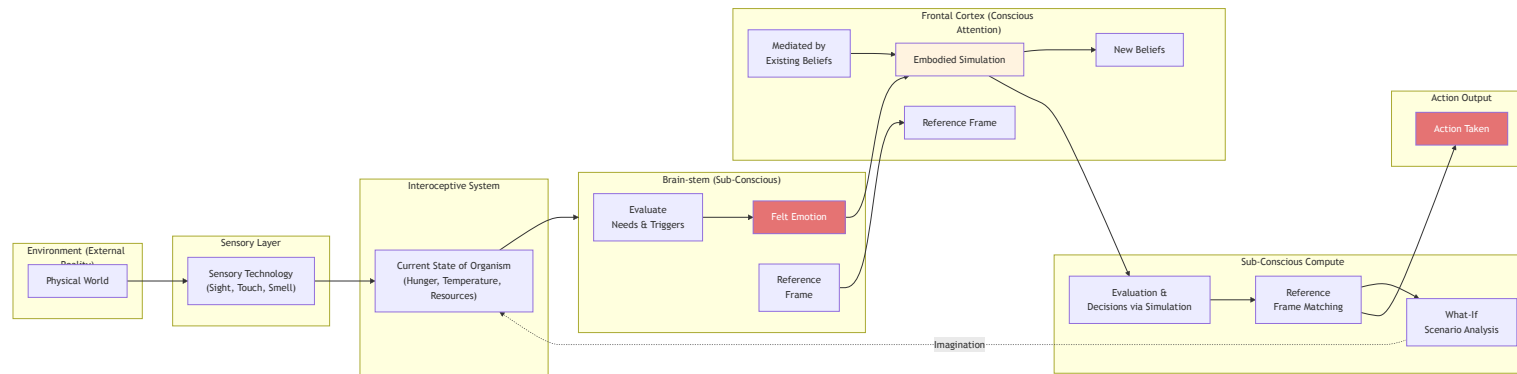 Environment (External
Reality)
Physical World
Sensory Layer
Sensory Technology
(Sight, Touch, Smell)
Interoceptive System
Current State of Organism
(Hunger, Temperature,
Resources)
Brain-stem (Sub-Conscious)
Evaluate
Needs & Triggers
Felt Emotion
Reference
Frame
Frontal Cortex (Conscious
Attention)
Mediated by
Existing Beliefs
Embodied Simulation
New Beliefs
Reference Frame
Sub-Conscious Compute
Evaluation &
Decisions via Simulation
Reference
Frame Matching
What-If
Scenario Analysis
Imagination
Action Output
Action Taken